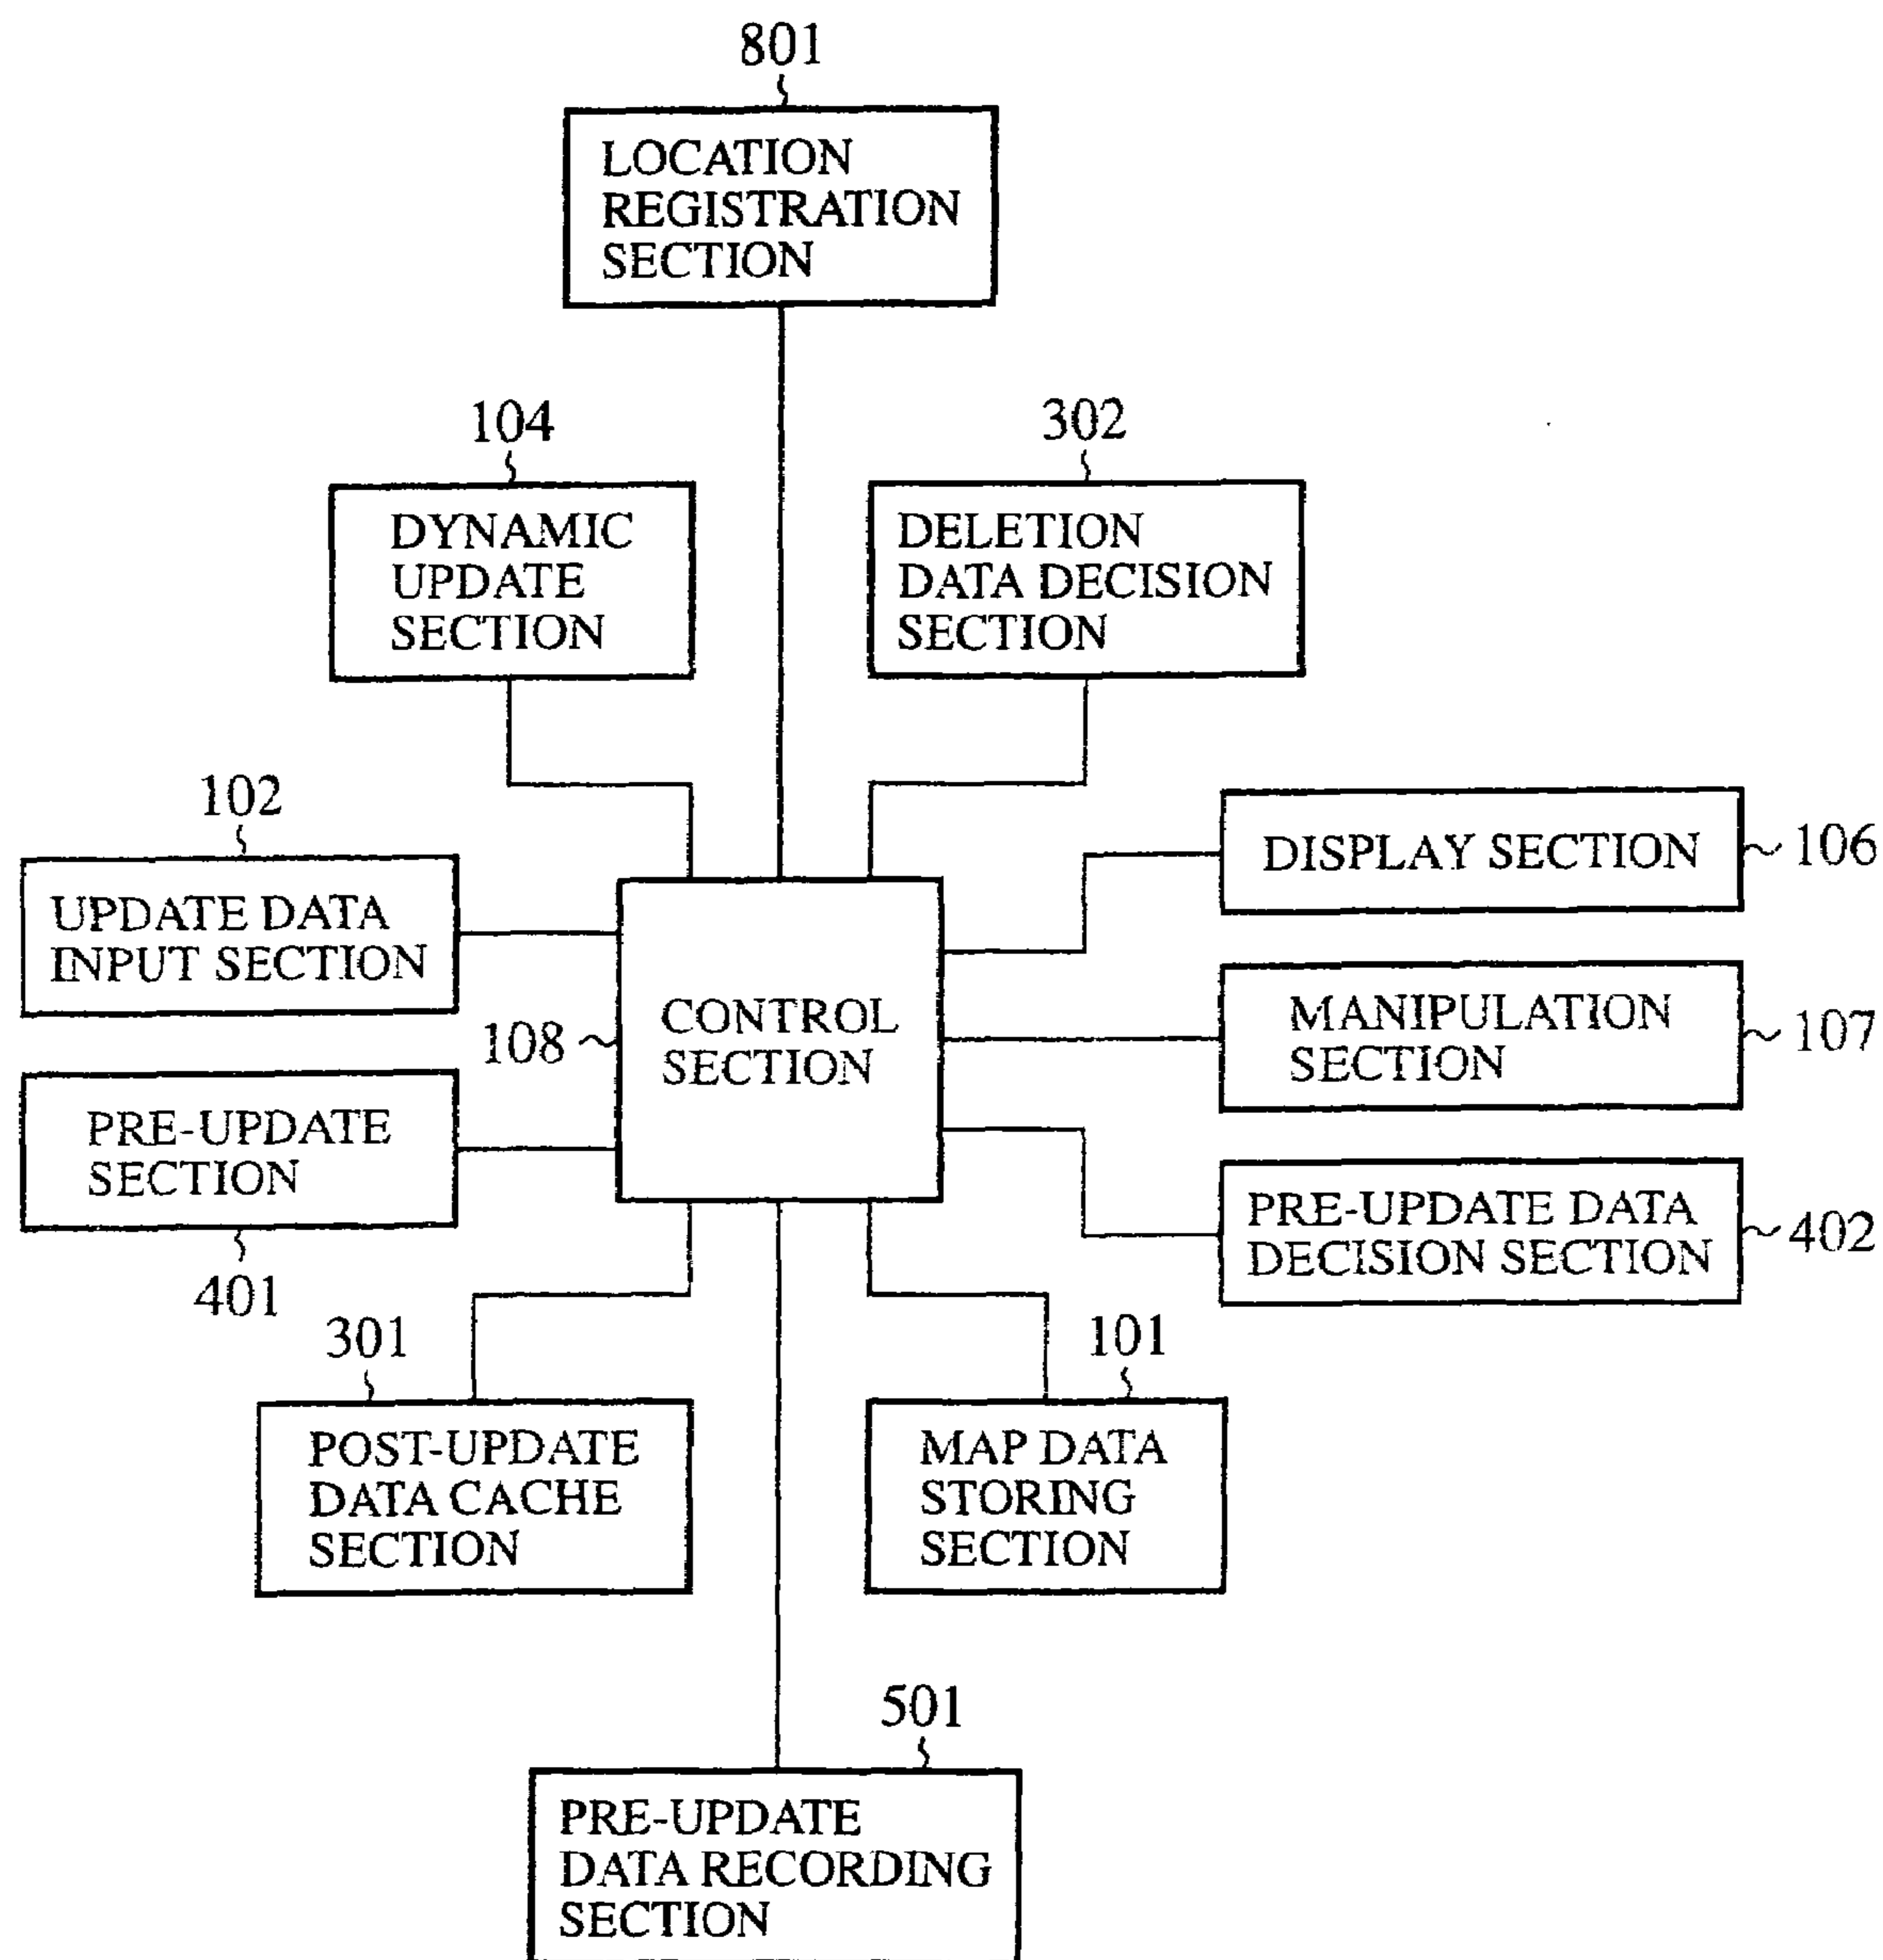 801
LOCATION
REGISTRATION
SECTION
104
DYNAMIC
UPDATE
SECTION
302
DELETION
DATA DECISION
SECTION
102
UPDATE DATA
INPUT SECTION
DISPLAY SECTION
106
108
CONTROL
SECTION
MANIPULATION
SECTION
107
PRE-UPDATE
SECTION
401
PRE-UPDATE DATA
DECISION SECTION
402
301
POST-UPDATE
DATA CACHE
SECTION
101
MAP DATA
STORING
SECTION
501
PRE-UPDATE
DATA RECORDING
SECTION